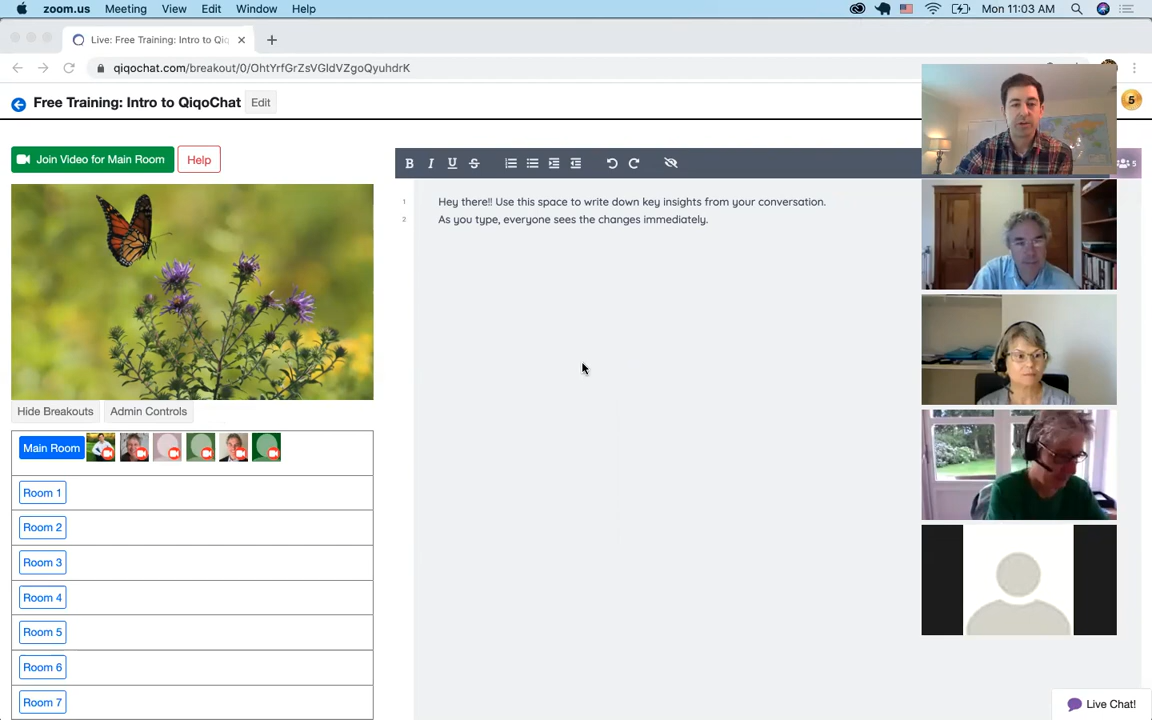 zoom.us Meeting View Edit Window Help Mon 11:03 AM
Live: Free Training: Intro to Qiq
qiqochat.com/breakout/0/OhtYrfGrZsVGIdVZgoQyuhdrK
Free Training: Intro to QiqoChat Edit
5
Join Video for Main Room Help
B I U S 5
1 Hey there!! Use this space to write down key insights from your conversation.
2 As you type, everyone sees the changes immediately.
Hide Breakouts Admin Controls
Main Room
Room 1
Room 2
Room 3
Room 4
Room 5
Room 6
Room 7
Live Chat!